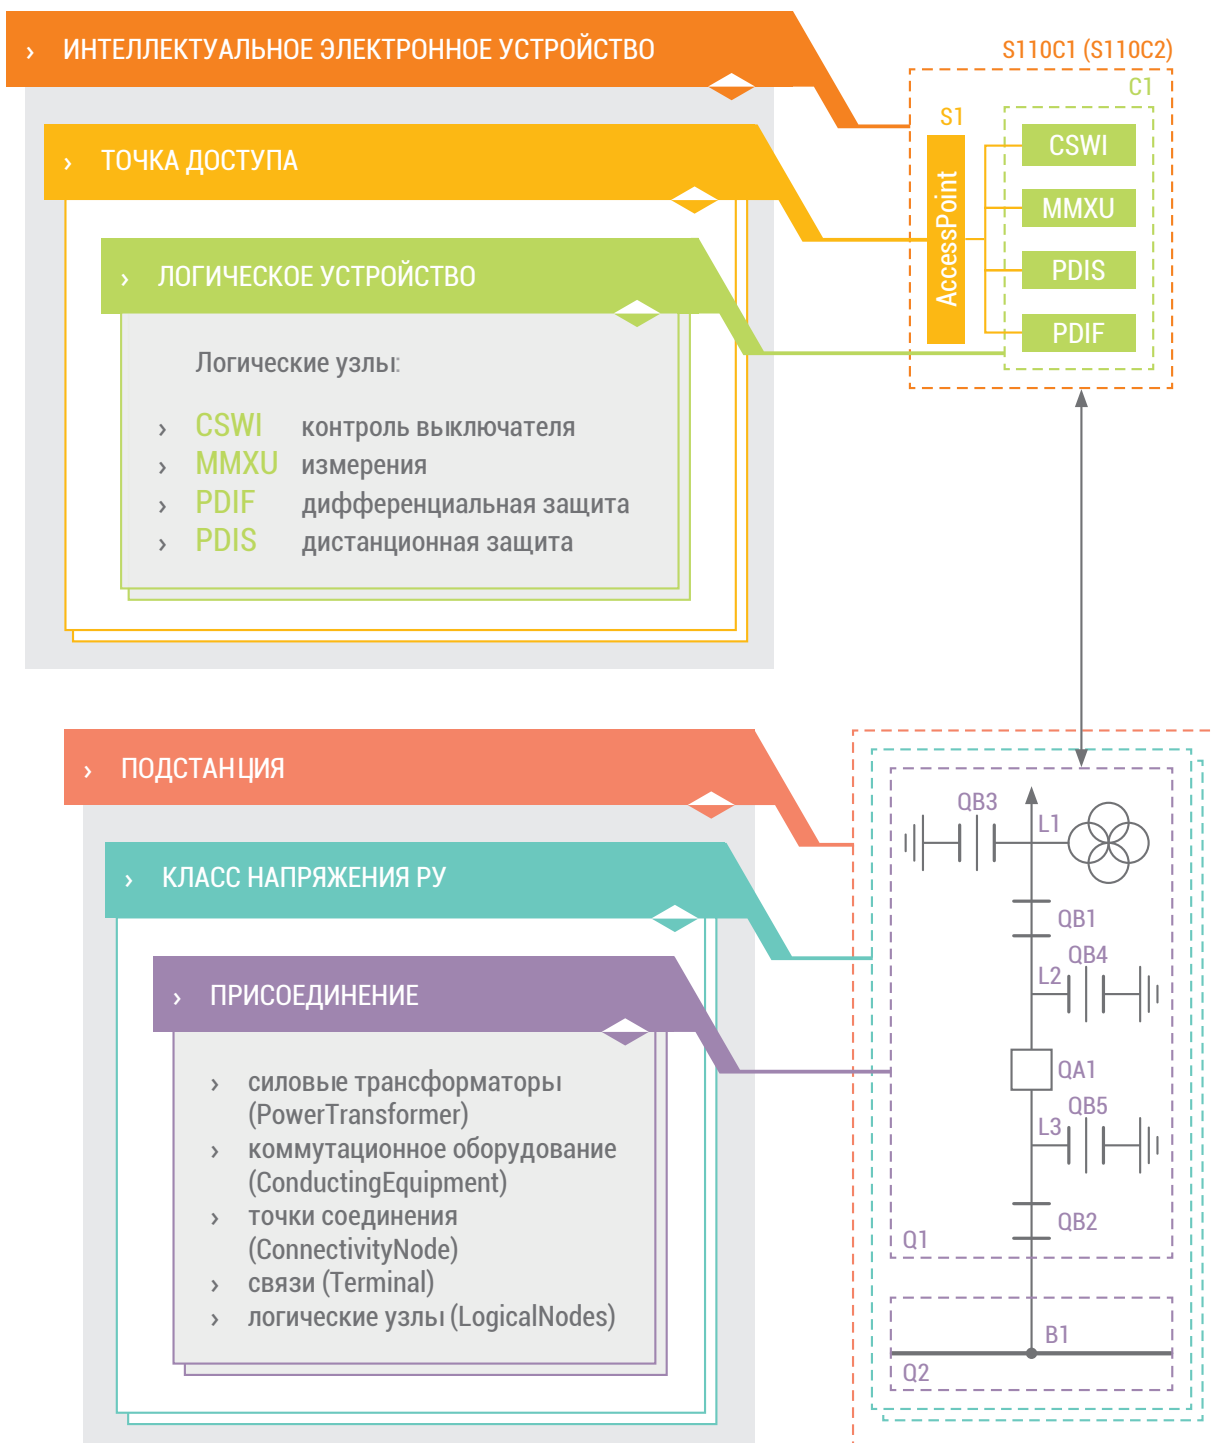 › ИНТЕЛЛЕКТУАЛЬНОЕ ЭЛЕКТРОННОЕ УСТРОЙСТВО
S110C1 (S110C2)
C1
S1
› ТОЧКА ДОСТУПА
AccessPoint
CSWI
MMXU
PDIS
PDIF
› ЛОГИЧЕСКОЕ УСТРОЙСТВО
Логические узлы:
› CSWI контроль выключателя
› MMXU измерения
› PDIF дифференциальная защита
› PDIS дистанционная защита
› ПОДСТАНЦИЯ
› КЛАСС НАПРЯЖЕНИЯ РУ
› ПРИСОЕДИНЕНИЕ
› силовые трансформаторы
(PowerTransformer)
› коммутационное оборудование
(ConductingEquipment)
› точки соединения
(ConnectivityNode)
› связи (Terminal)
› логические узлы (LogicalNodes)
QB3
L1
QB1
QB4
L2
QA1
QB5
L3
QB2
Q1
B1
Q2